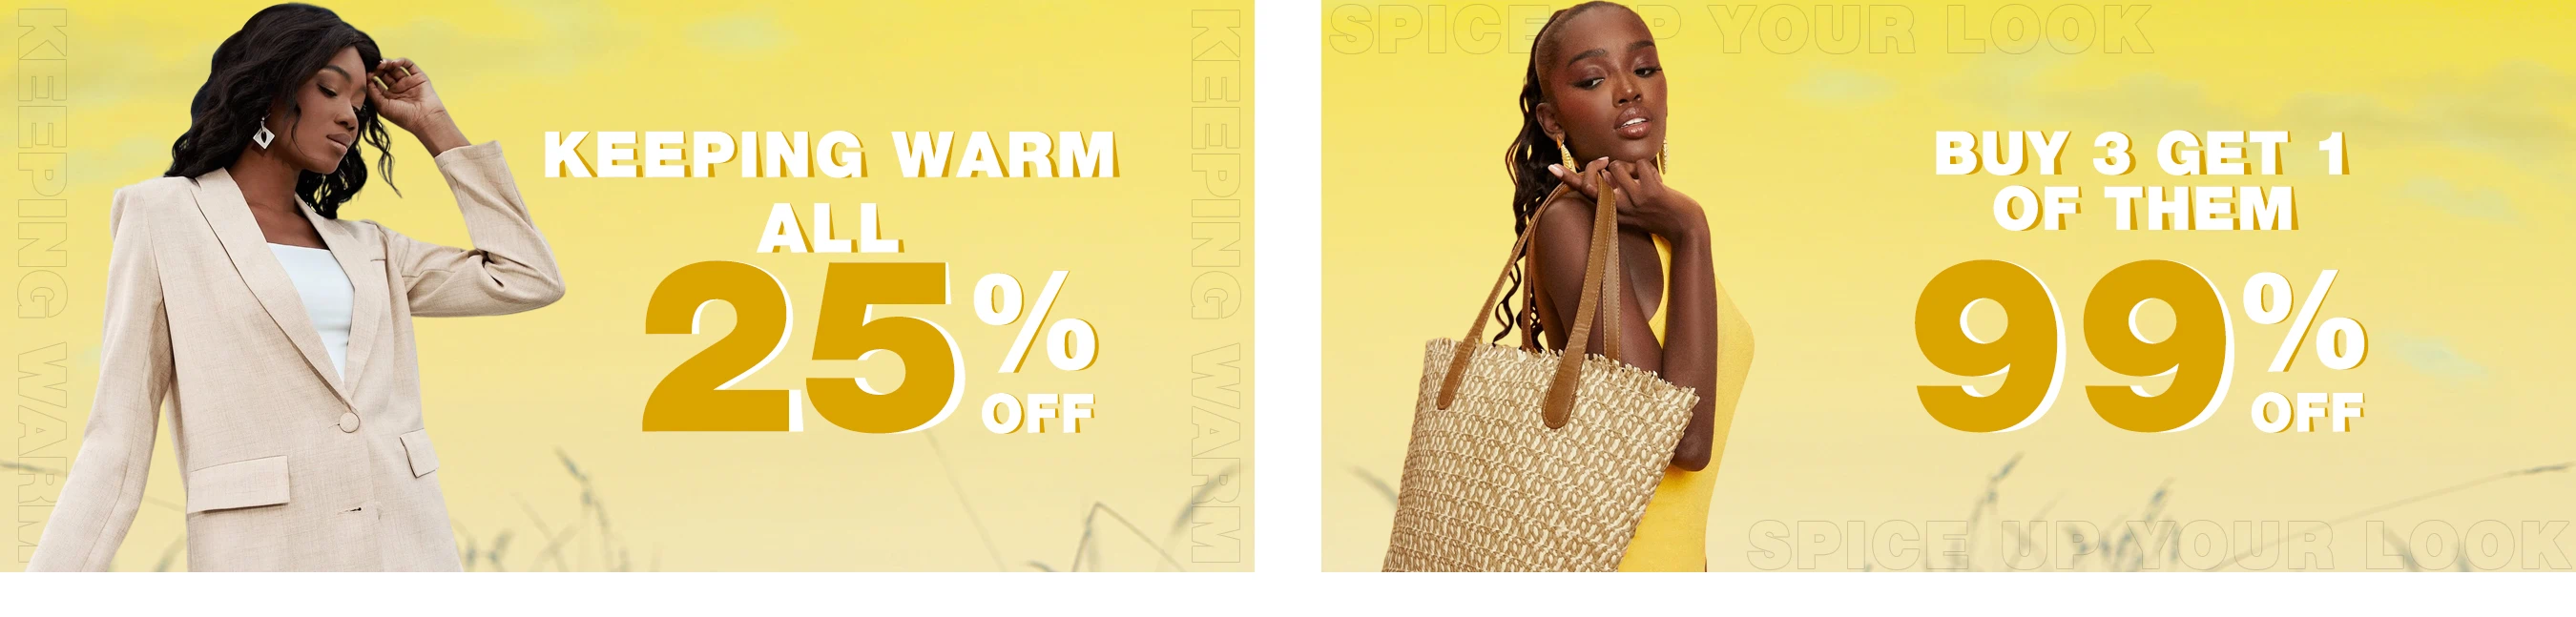 KEEPING WARM
KEEPING WARM
ALL
25%
OFF
KEEPING WARM
SPICE UP YOUR LOOK
BUY 3 GET 1
OF THEM
99%
OFF
SPICE UP YOUR LOOK